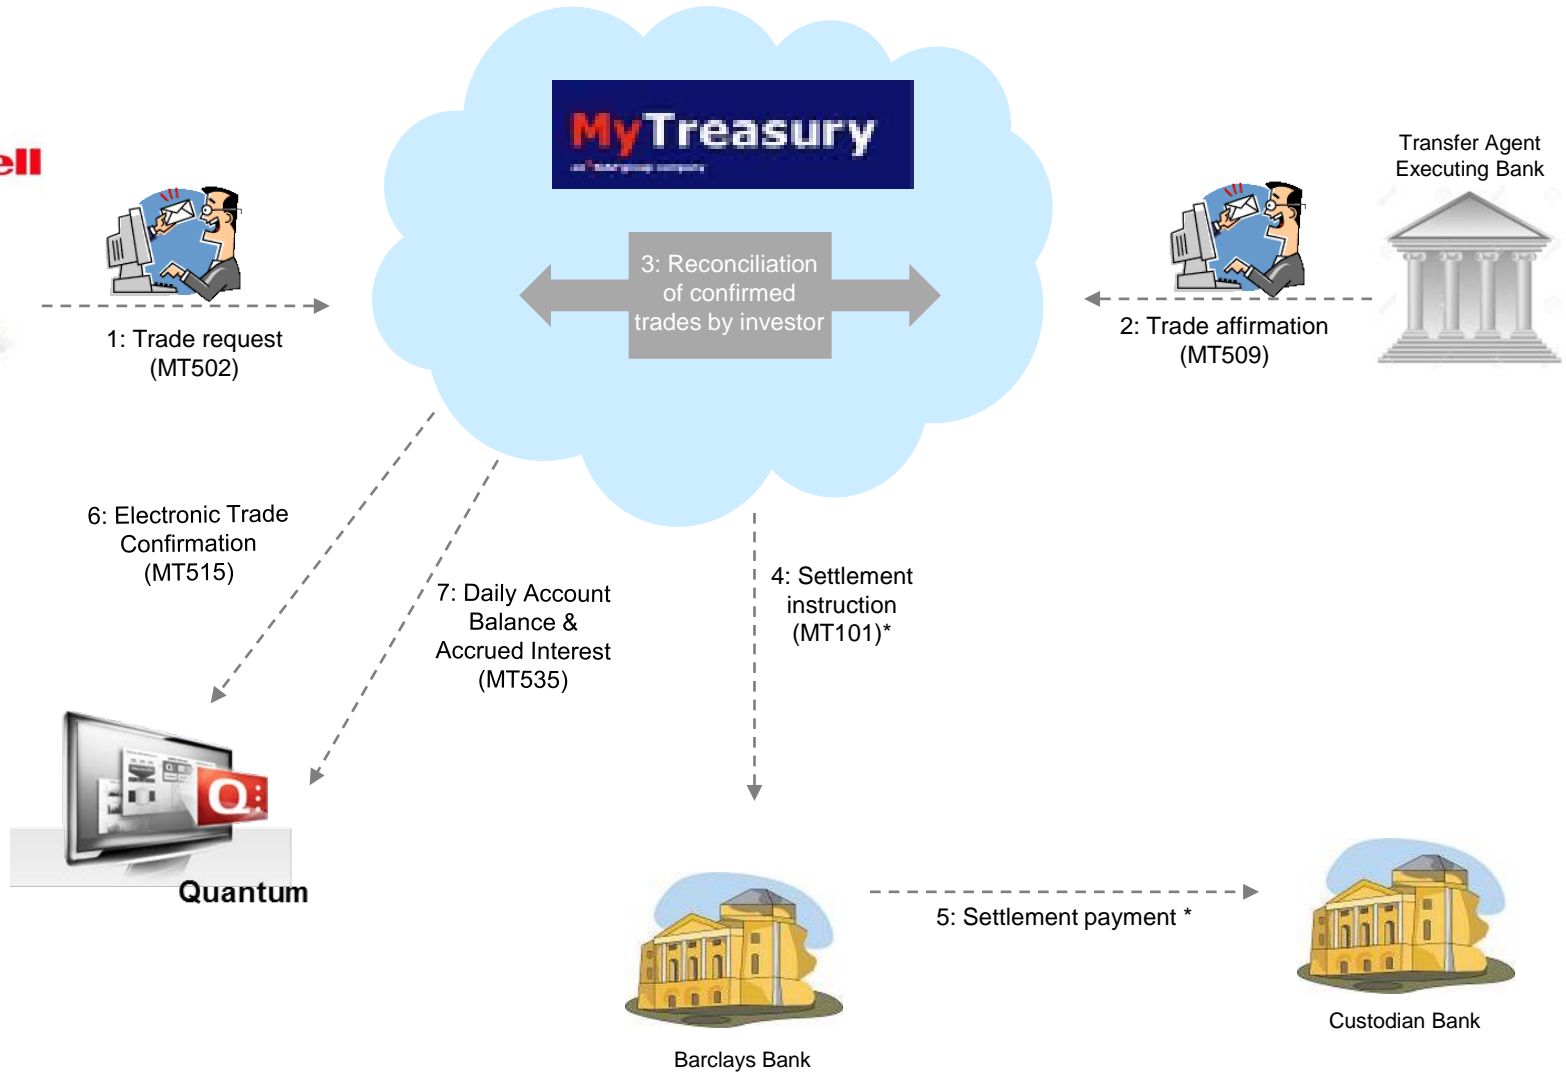 MyTreasury
Transfer Agent
Executing Bank
ell
3: Reconciliation
of confirmed
trades by investor
1: Trade request
(MT502)
2: Trade affirmation
(MT509)
6: Electronic Trade
Confirmation
(MT515)
7: Daily Account
Balance &
Accrued Interest
(MT535)
4: Settlement
instruction
(MT101)*
Q:
Quantum
5: Settlement payment *
Barclays Bank
Custodian Bank